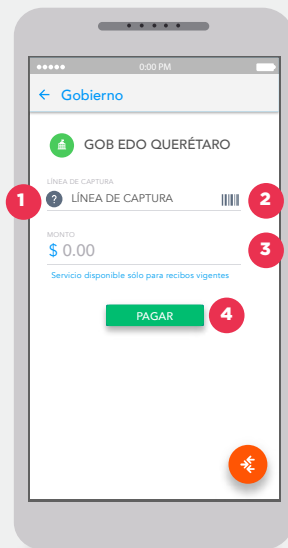 0:00 PM
Gobierno
GOB EDO QUERÉTARO
LÍNEA DE CAPTURA
1 ? LÍNEA DE CAPTURA 2
MONTO
$ 0.00 3
Servicio disponible sólo para recibos vigentes
PAGAR 4